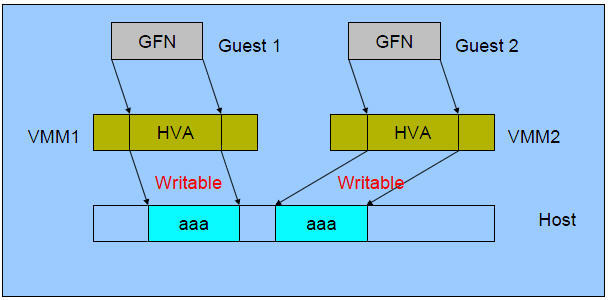 GFN
Guest 1
GFN
Guest 2
VMM1
HVA
HVA
VMM2
Writable
Writable
aaa
aaa
Host